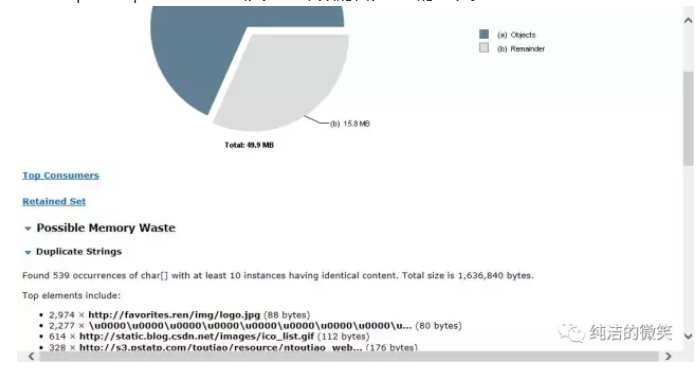 (a) Objects
(b) Remainder
(b) 15.8 MB
Total: 49.9 MB
Top Consumers
Retained Set
Possible Memory Waste
Duplicate Strings
Found 539 occurrences of char[] with at least 10 instances having identical content. Total size is 1,636,840 bytes.
Top elements include:
• 2,974 × http://favorites.ren/img/logo.jpg (88 bytes)
• 2,277 × \u0000\u0000\u0000\u0000\u0000\u0000\u0000\u0000\u... (80 bytes)
• 614 × http://static.blog.csdn.net/images/ico_list.gif (112 bytes)
• 328 × http://s3.pstatp.com/toutiao/resource/ntoutiao_web... (176 bytes)
纯洁的微笑